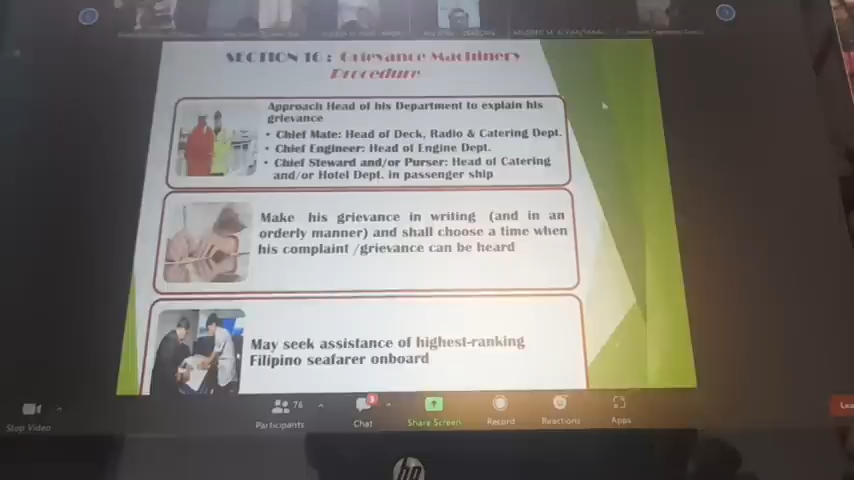 SECTION 16 : Grievance Machinery
Procedure
Approach Head of his Department to explain his
grievance
• Chief Mate: Head of Deck, Radio & Catering Dept.
• Chief Engineer: Head of Engine Dept.
• Chief Steward and/or Purser: Head of Catering
and/or Hotel Dept. in passenger ship
Make his grievance in writing (and in an
orderly manner) and shall choose a time when
his complaint /grievance can be heard
May seek assistance of highest-ranking
Filipino seafarer onboard
Stop Video
76
Participants
Chat
Share Screen
Record
Reactions
Apps
Lea
hp